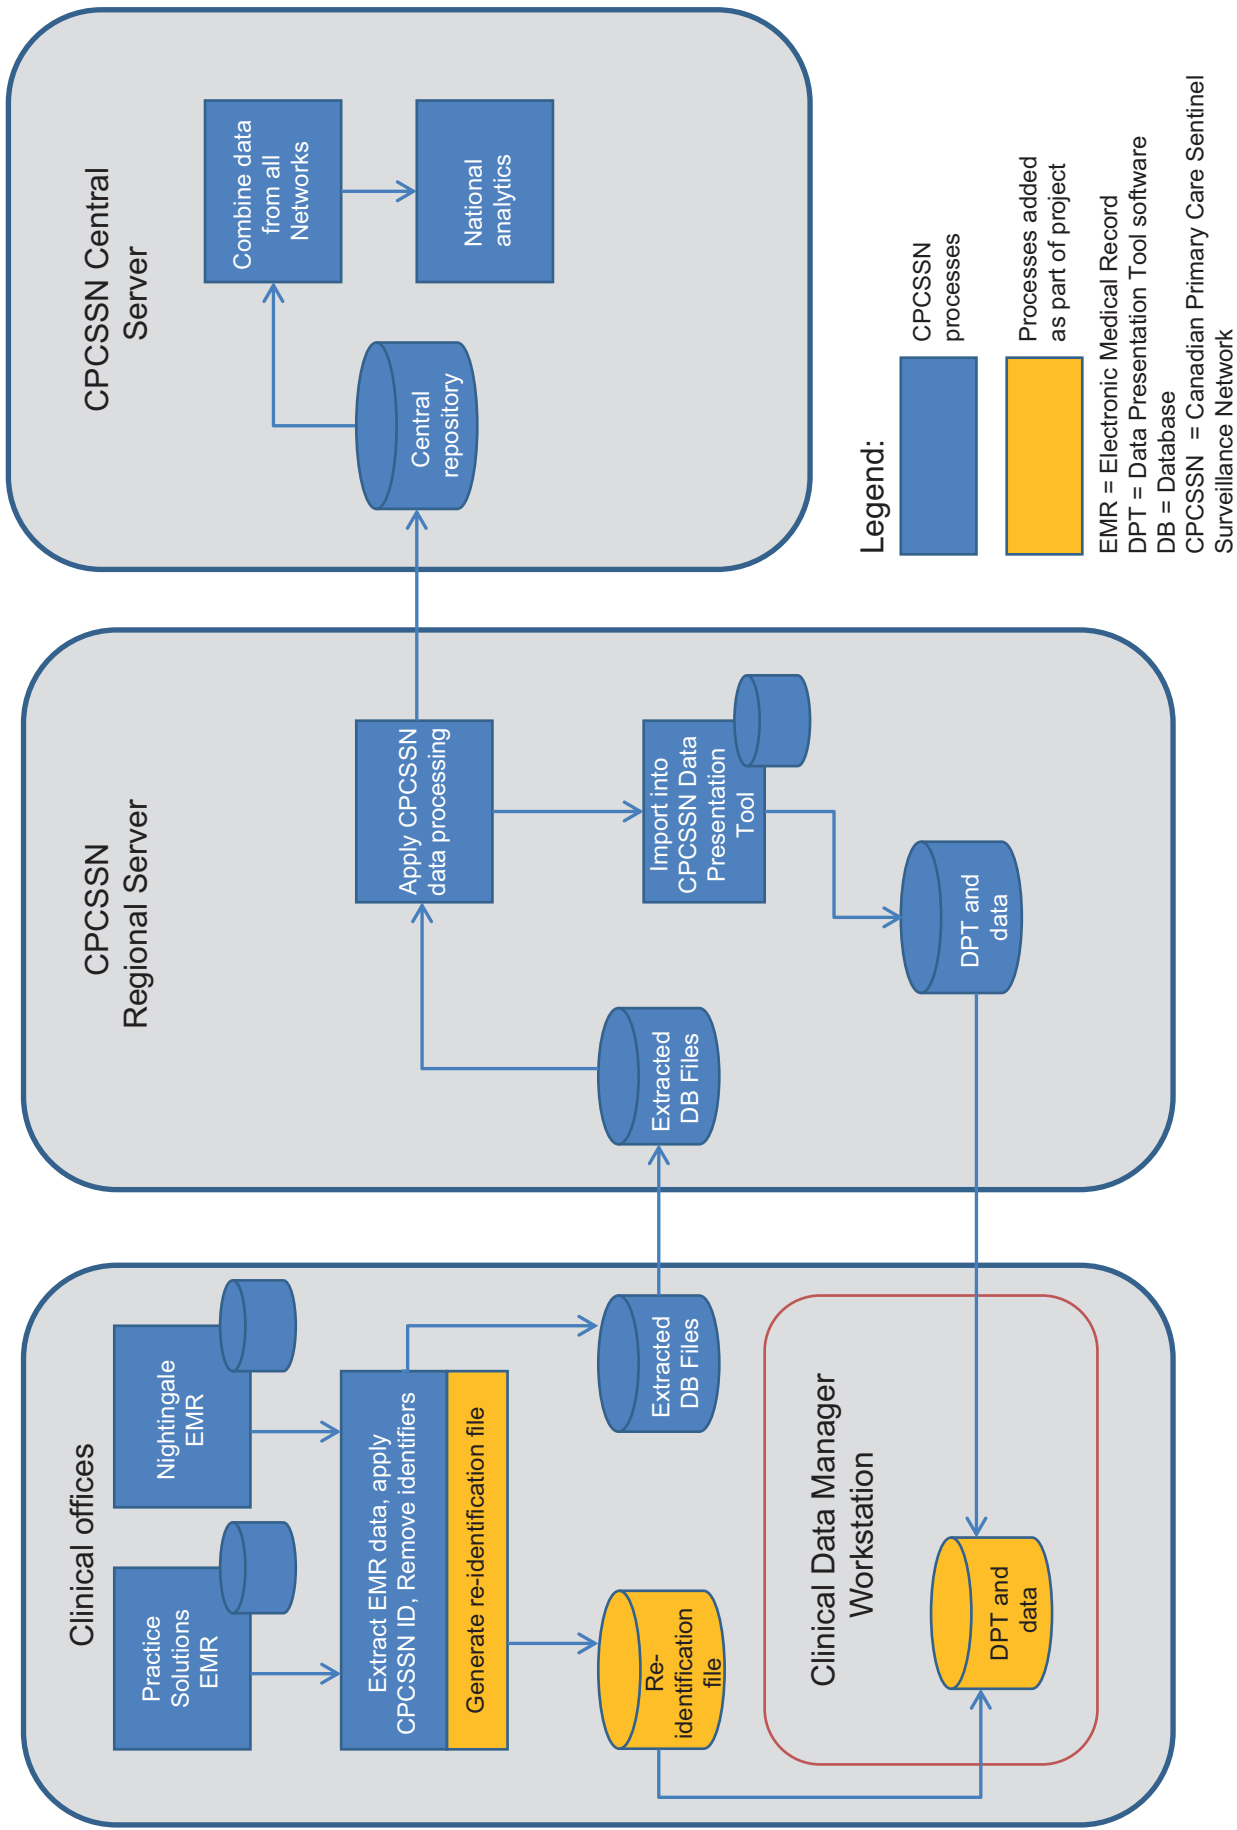 Clinical offices
Practice
Solutions
EMR
Nightingale
EMR
Extract EMR data, apply
CPCSSN ID, Remove identifiers
Generate re-identification file
Re-
identification
file
Extracted
DB Files
Clinical Data Manager
Workstation
DPT and
data
CPCSSN
Regional Server
Extracted
DB Files
Apply CPCSSN
data processing
Import into
CPCSSN Data
Presentation
Tool
DPT and
data
CPCSSN Central
Server
Central
repository
Combine data
from all
Networks
National
analytics
Legend:
CPCSSN
processes
Processes added
as part of project
EMR = Electronic Medical Record
DPT = Data Presentation Tool software
DB = Database
CPCSSN = Canadian Primary Care Sentinel
Surveillance Network